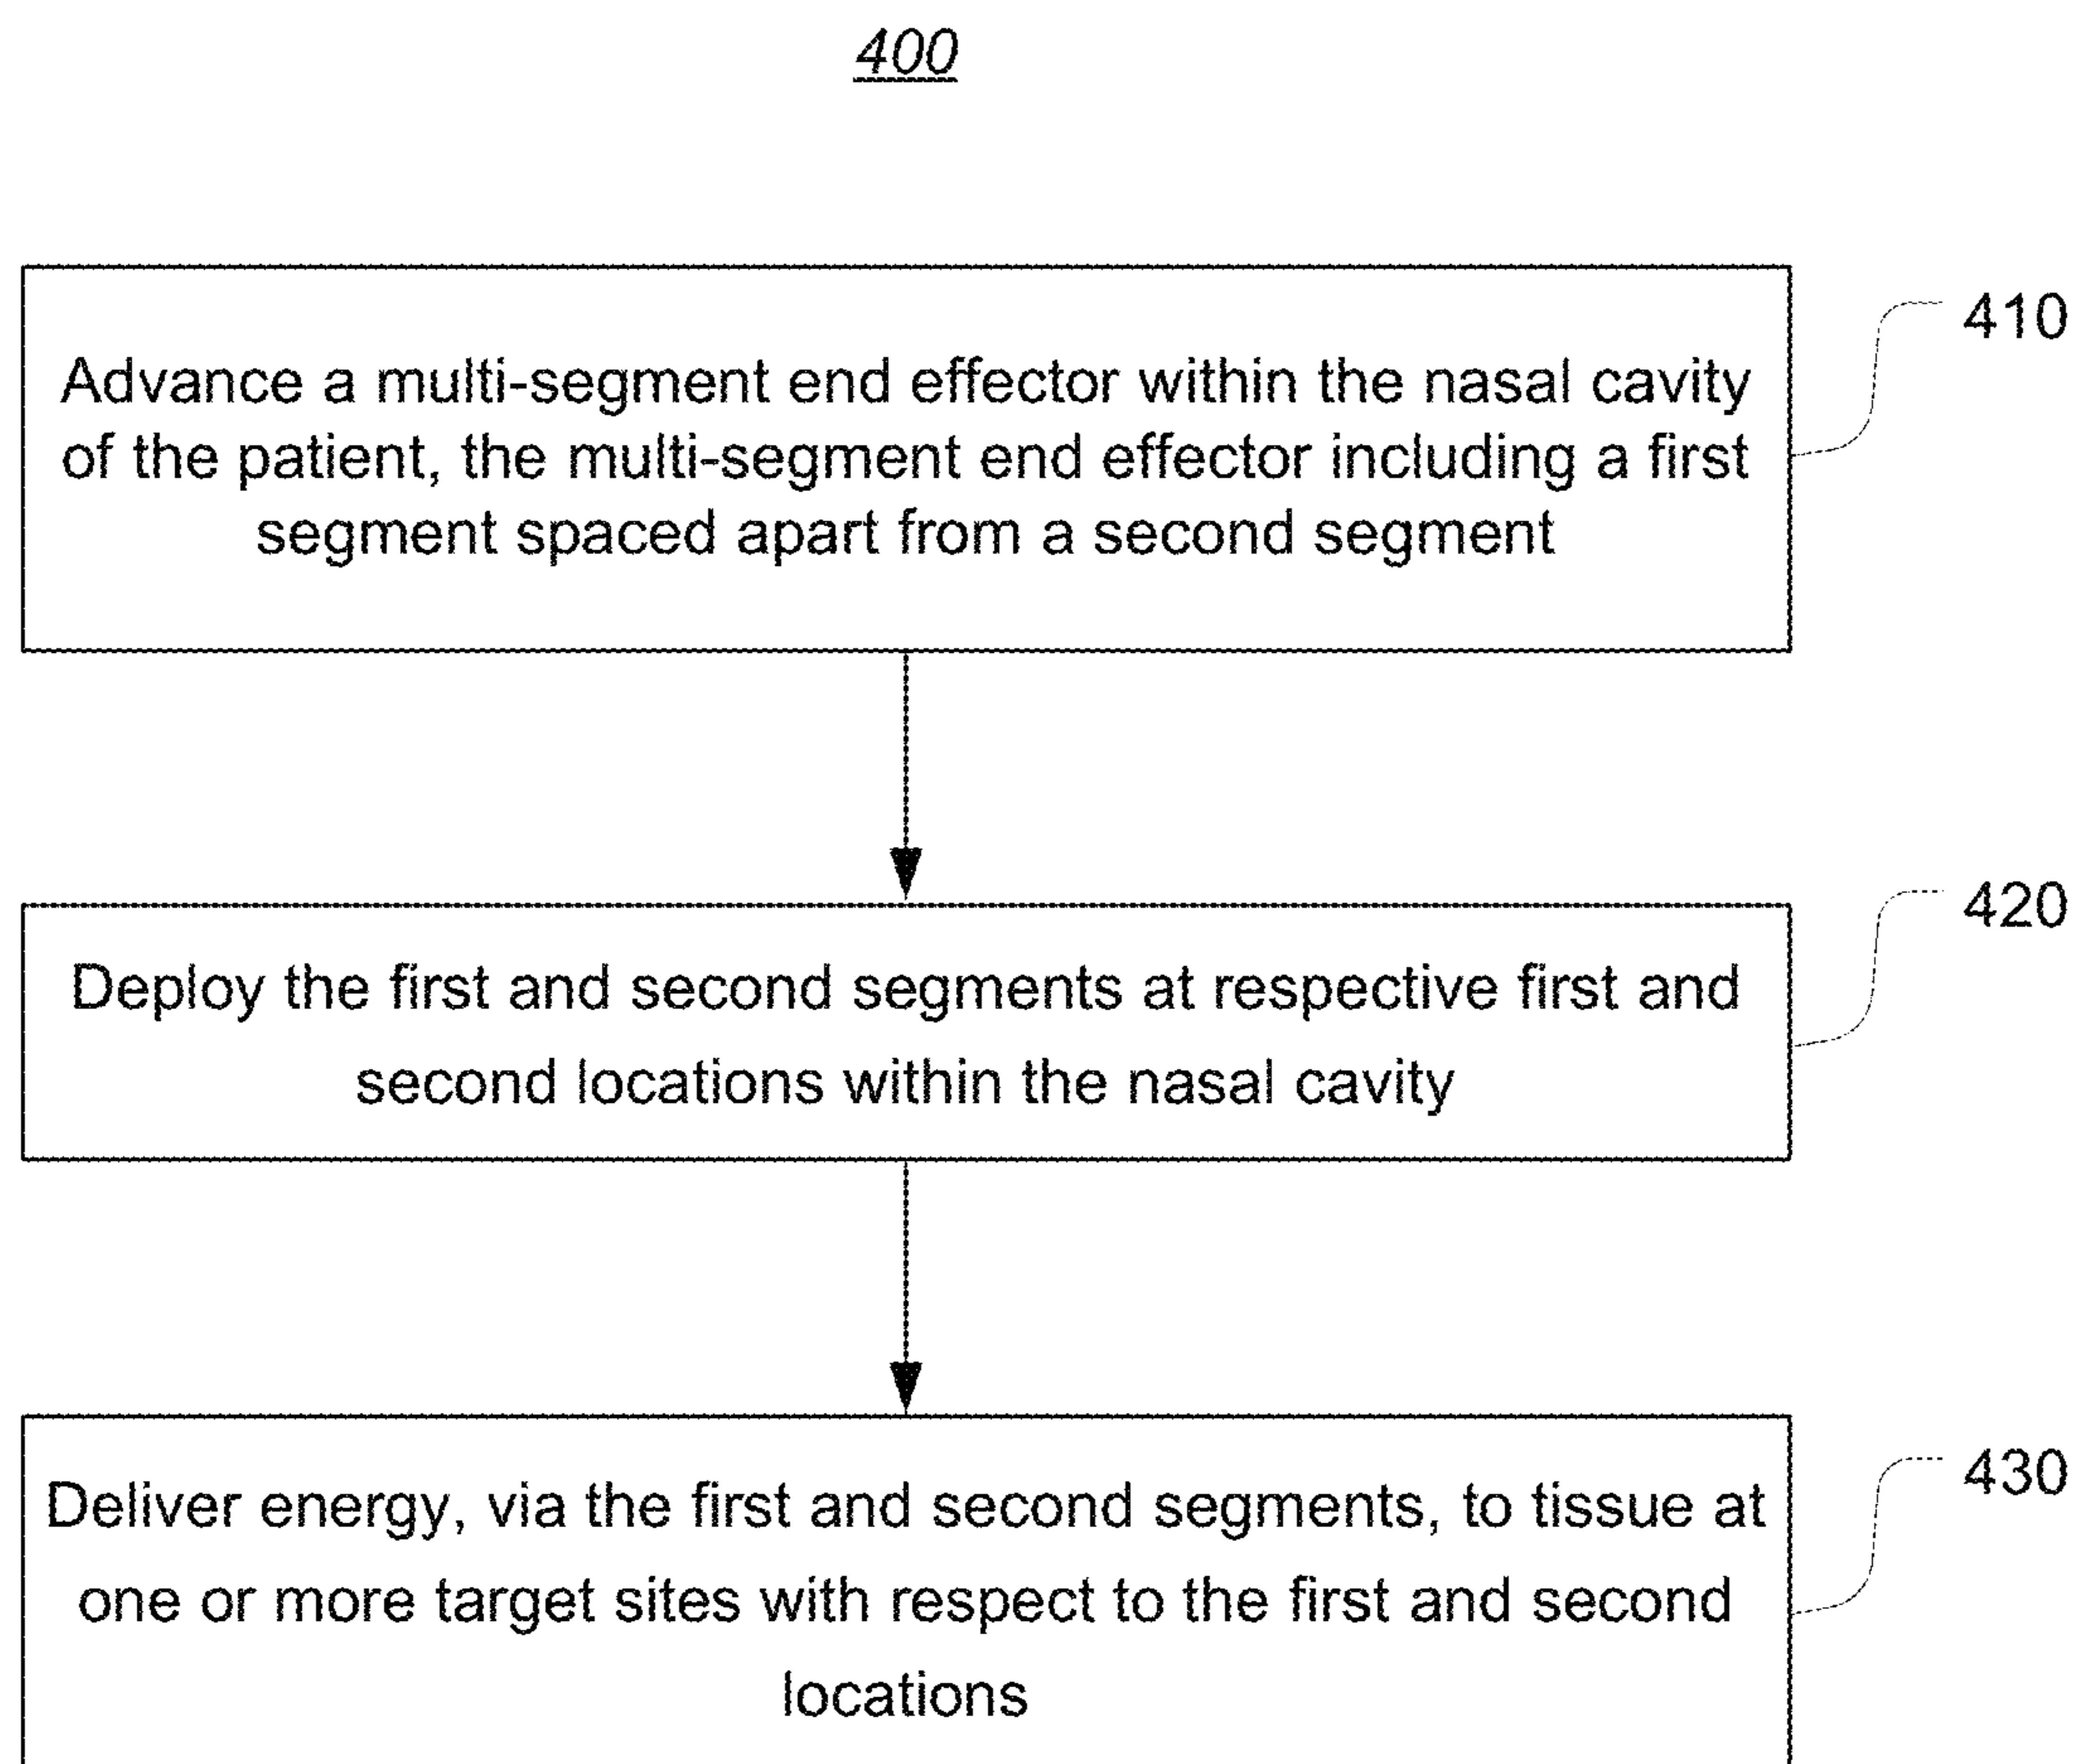 400
Advance a multi-segment end effector within the nasal cavity
of the patient, the multi-segment end effector including a first
segment spaced apart from a second segment
410
Deploy the first and second segments at respective first and
second locations within the nasal cavity
420
Deliver energy, via the first and second segments, to tissue at
one or more target sites with respect to the first and second
locations
430